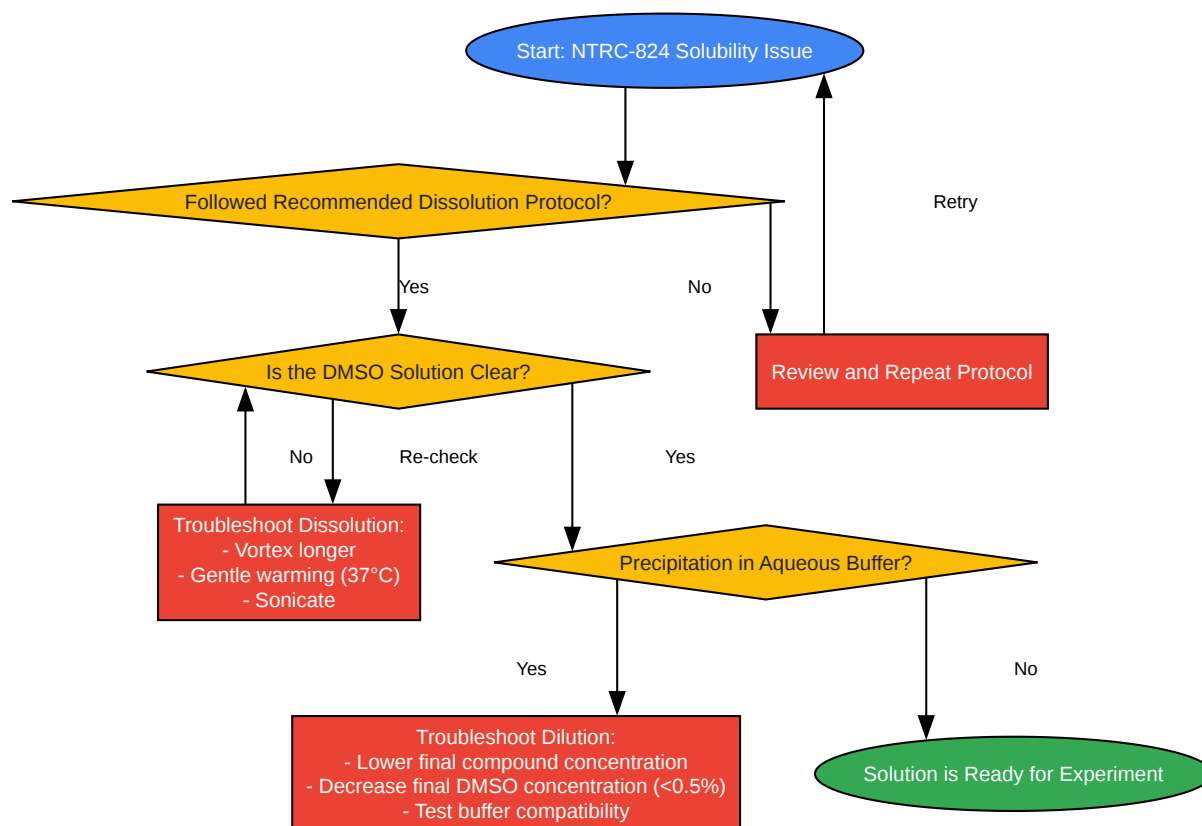 Start: NTRC-824 Solubility Issue
Followed Recommended Dissolution Protocol?
Retry
Yes
No
Is the DMSO Solution Clear?
Review and Repeat Protocol
No
Re-check
Yes
Troubleshoot Dissolution:
- Vortex longer
- Gentle warming (37°C)
- Sonicate
Precipitation in Aqueous Buffer?
Yes
No
Troubleshoot Dilution:
- Lower final compound concentration
- Decrease final DMSO concentration (<0.5%)
- Test buffer compatibility
Solution is Ready for Experiment